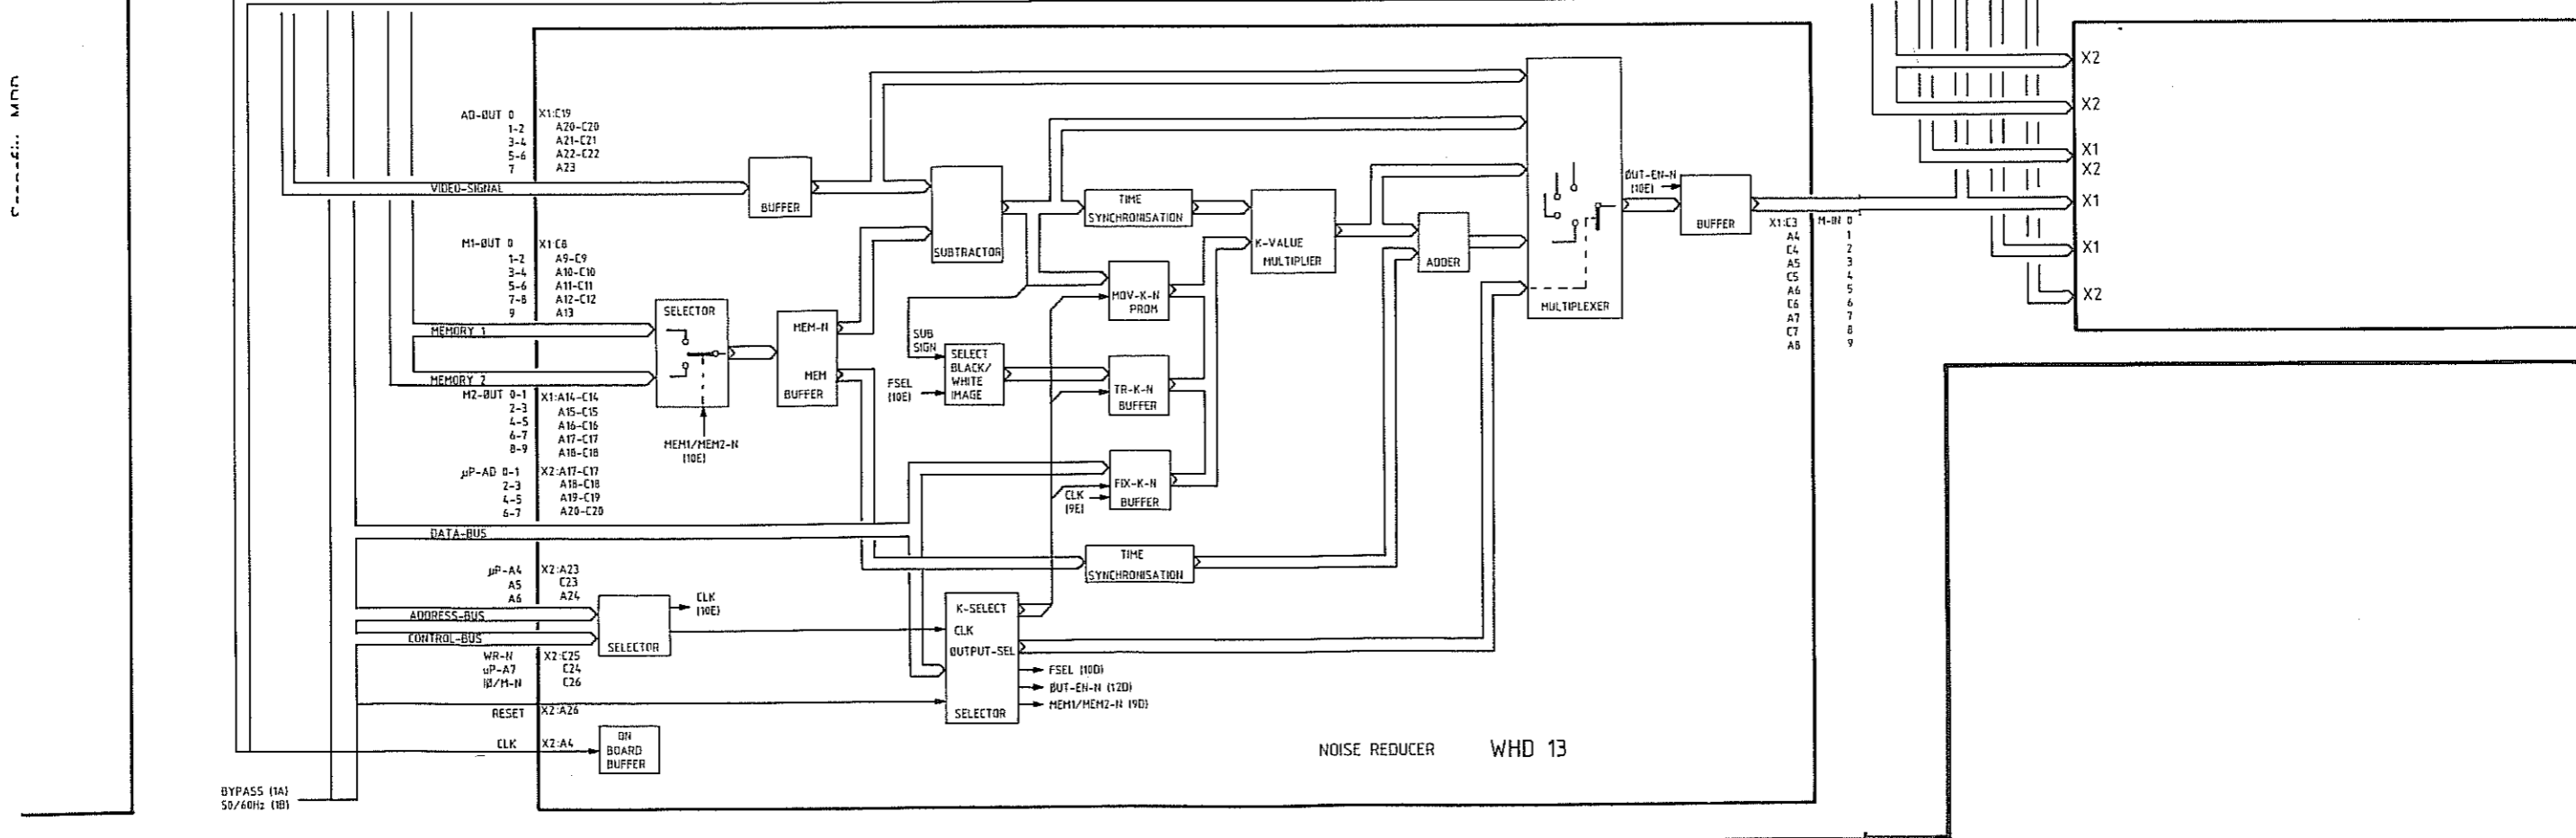 AD-ØUT 0 X1:C19
1-2 A20-C20
3-4 A21-C21
5-6 A22-C22
7 A23
VIDEO-SIGNAL
BUFFER
SUBTRACTOR
TIME
SYNCHRONISATION
K-VALUE
MULTIPLIER
ADDER
MULTIPLEXER
ØUT-EN-N
(10E)
BUFFER
X1:C3 M-IN 0
A4 1
C4 2
A5 3
C5 4
A6 5
C6 6
A7 7
C7 8
A8 9
X2
X2
X1
X2
X1
X1
X2
M1-ØUT 0 X1:C8
1-2 A9-C9
3-4 A10-C10
5-6 A11-C11
7-8 A12-C12
9 A13
MEMORY 1
MEMORY 2
SELECTOR
MEM1/MEM2-N
(10E)
MEM-N
MEM
BUFFER
SUB
SIGN
FSEL
(10E)
SELECT
BLACK/
WHITE
IMAGE
MOV-K-N
PROM
TR-K-N
BUFFER
FIX-K-N
BUFFER
CLK
(9E)
M2-ØUT 0-1 X1:A14-C14
2-3 A15-C15
4-5 A16-C16
6-7 A17-C17
8-9 A18-C18
µP-AD 0-1 X2:A17-C17
2-3 A18-C18
4-5 A19-C19
6-7 A20-C20
DATA-BUS
TIME
SYNCHRONISATION
µP-A4 X2:A23
A5 C23
A6 A24
ADDRESS-BUS
CONTROL-BUS
SELECTOR
CLK
(10E)
WR-N X2:C25
µP-A7 C24
IØ/M-N C26
RESET X2:A26
CLK X2:A4
ØN
BOARD
BUFFER
K-SELECT
CLK
ØUTPUT-SEL
SELECTOR
FSEL (10D)
ØUT-EN-N (12D)
MEM1/MEM2-N (9D)
NOISE REDUCER WHD 13
BYPASS (1A)
50/60Hz (1B)